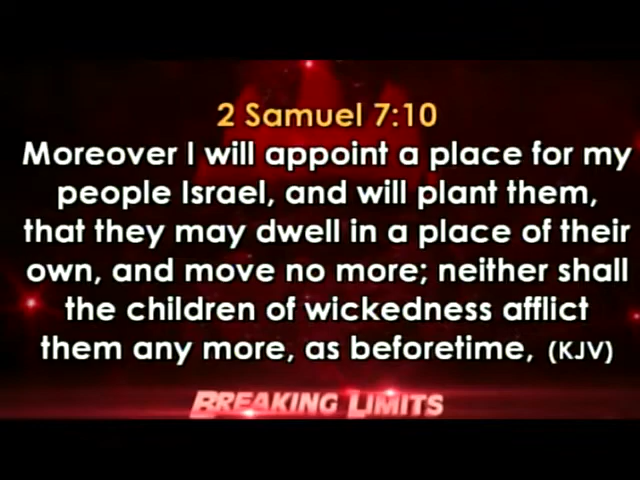 2 Samuel 7:10
Moreover I will appoint a place for my
people Israel, and will plant them,
that they may dwell in a place of their
own, and move no more; neither shall
the children of wickedness afflict
them any more, as beforetime, (KJV)
BREAKING LIMITS